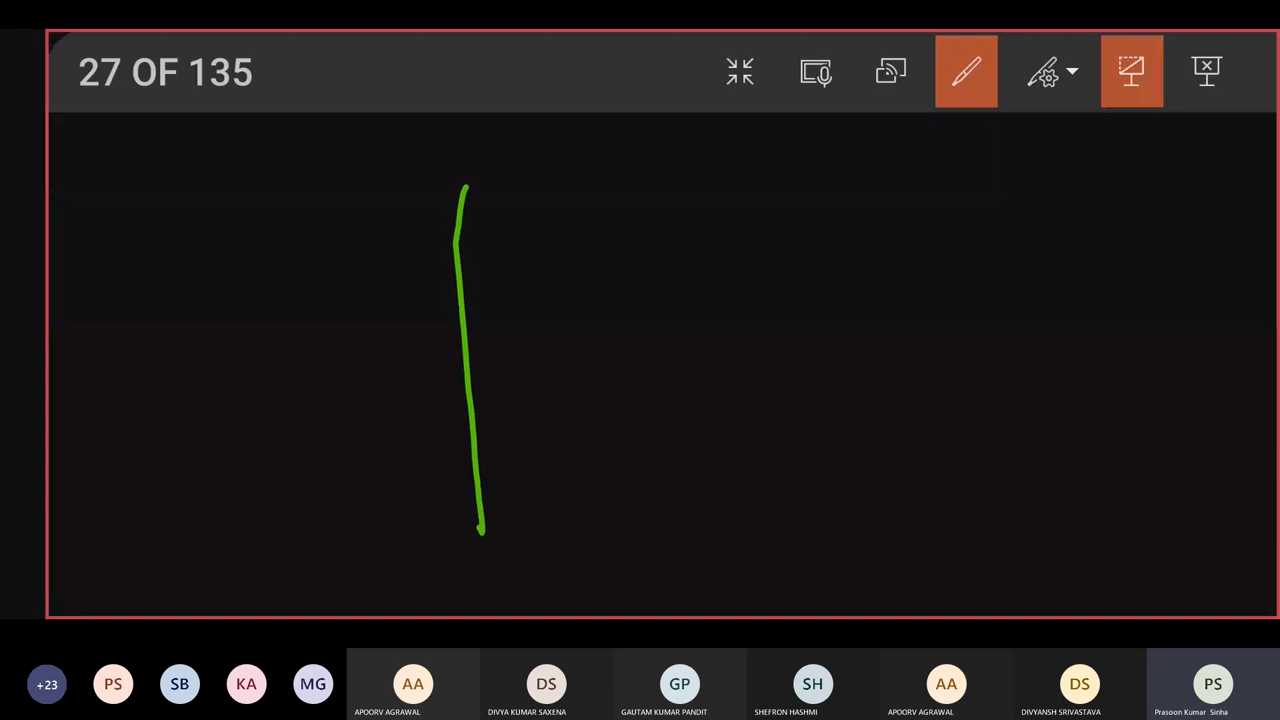 27 OF 135
+23 PS SB KA MG AA DS GP SH AA DS PS
APOORV AGRAWAL DIVYA KUMAR SAXENA GAUTAM KUMAR PANDIT SHEFRON HASHMI APOORV AGRAWAL DIVYANSH SRIVASTAVA Prasoon Kumar Sinha